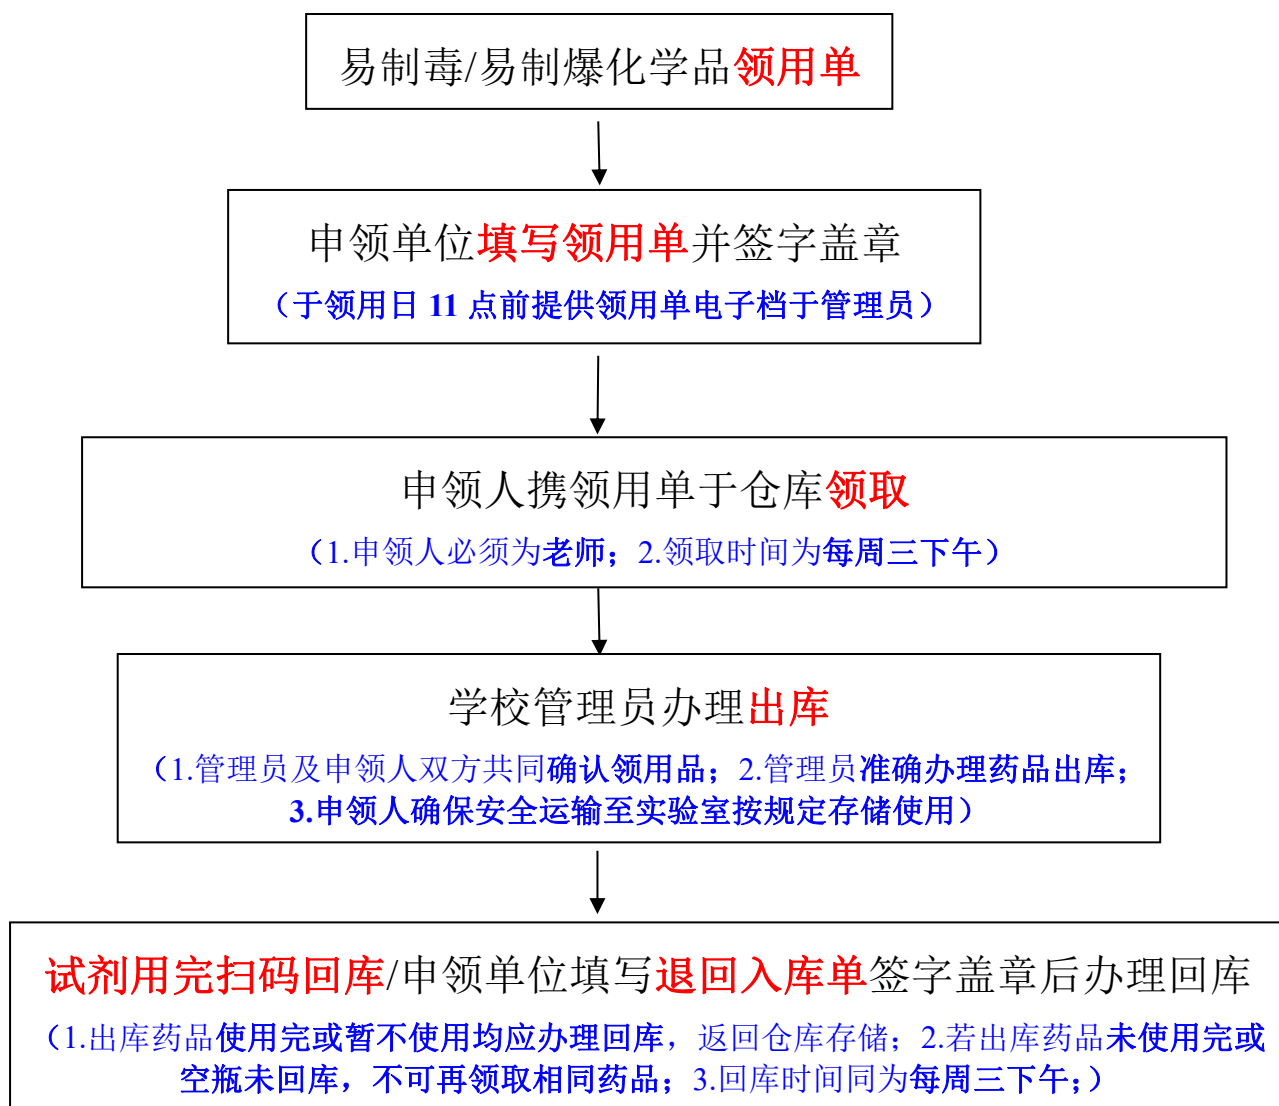 易制毒/易制爆化学品领用单
申领单位填写领用单并签字盖章
（于领用日 11 点前提供领用单电子档于管理员）
申领人携领用单于仓库领取
（1.申领人必须为老师；2.领取时间为每周三下午）
学校管理员办理出库
（1.管理员及申领人双方共同确认领用品；2.管理员准确办理药品出库；
3.申领人确保安全运输至实验室按规定存储使用）
试剂用完扫码回库/申领单位填写退回入库单签字盖章后办理回库
（1.出库药品使用完或暂不使用均应办理回库，返回仓库存储；2.若出库药品未使用完或
空瓶未回库，不可再领取相同药品；3.回库时间同为每周三下午；）